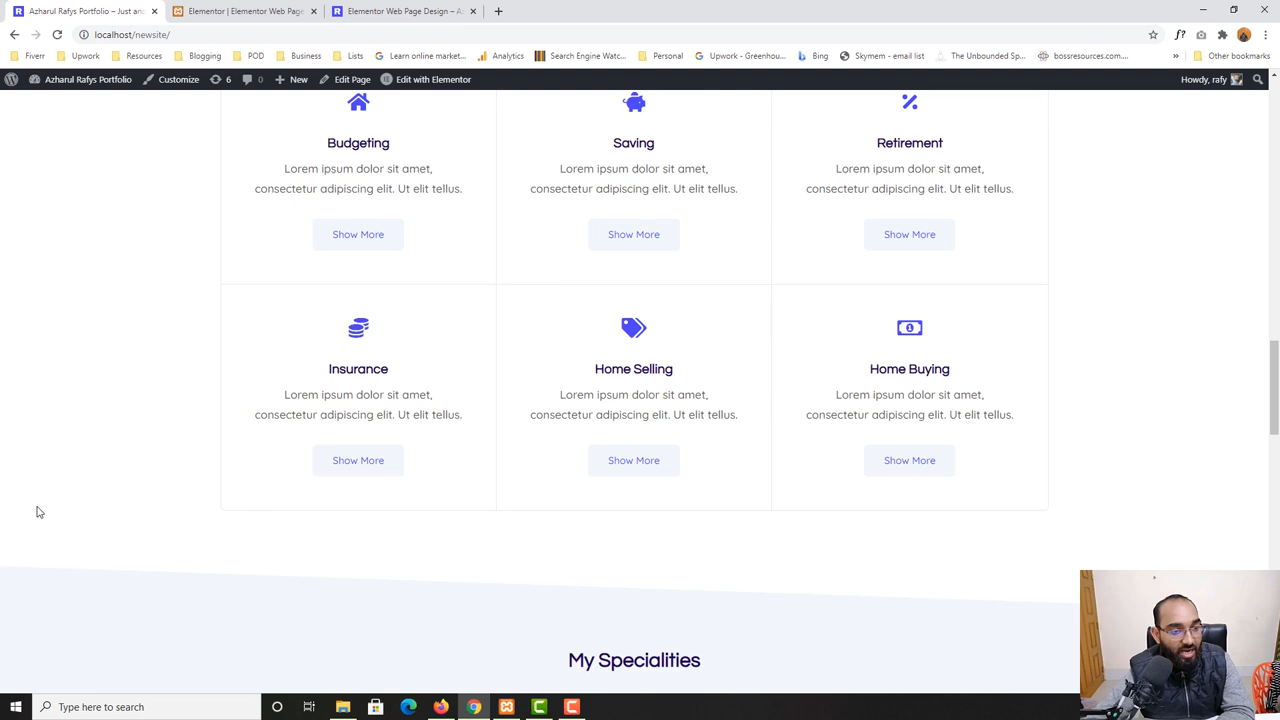 Azharul Rafys Portfolio – Just and
Elementor | Elementor Web Page
Elementor Web Page Design – A
localhost/newsite/
Fiverr
Upwork
Resources
Blogging
POD
Business
Lists
Learn online market...
Analytics
Search Engine Watc...
Personal
Upwork - Greenhou...
Bing
Skymem - email list
The Unbounded Sp...
bossresources.com...
»
Other bookmarks
Azharul Rafys Portfolio
Customize
6
0
New
Edit Page
Edit with Elementor
Howdy, rafy
Budgeting
Lorem ipsum dolor sit amet,
consectetur adipiscing elit. Ut elit tellus.
Show More
Saving
Lorem ipsum dolor sit amet,
consectetur adipiscing elit. Ut elit tellus.
Show More
Retirement
Lorem ipsum dolor sit amet,
consectetur adipiscing elit. Ut elit tellus.
Show More
Insurance
Lorem ipsum dolor sit amet,
consectetur adipiscing elit. Ut elit tellus.
Show More
Home Selling
Lorem ipsum dolor sit amet,
consectetur adipiscing elit. Ut elit tellus.
Show More
Home Buying
Lorem ipsum dolor sit amet,
consectetur adipiscing elit. Ut elit tellus.
Show More
My Specialities
Type here to search